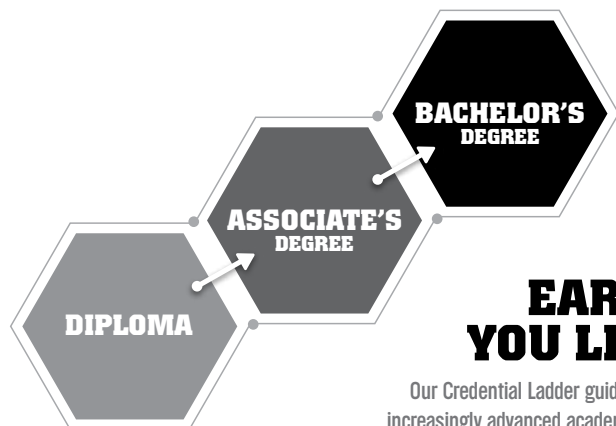 BACHELOR'S
DEGREE
ASSOCIATE'S
DEGREE
DIPLOMA
YOU
Our Credential Ladder
increasingly advanced